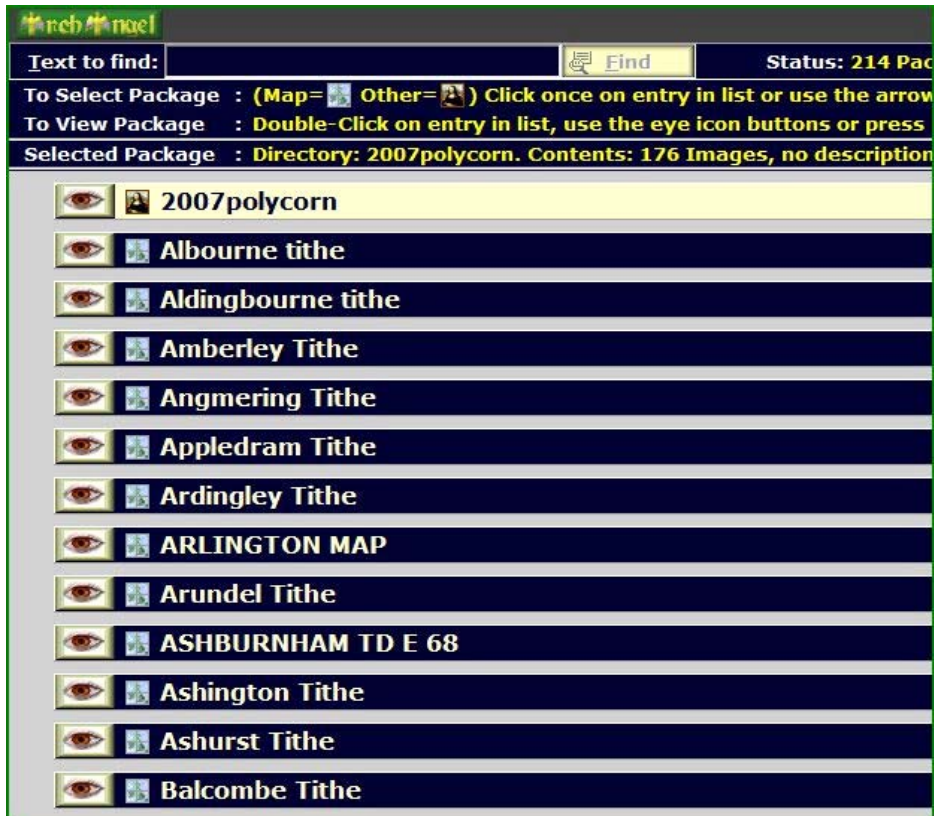 ArchAngel
Text to find: Find Status: 214 Pac
To Select Package : (Map= Other= ) Click once on entry in list or use the arrow
To View Package : Double-Click on entry in list, use the eye icon buttons or press
Selected Package : Directory: 2007polycorn. Contents: 176 Images, no description
2007polycorn
Albourne tithe
Aldingbourne tithe
Amberley Tithe
Angmering Tithe
Appledram Tithe
Ardingley Tithe
ARLINGTON MAP
Arundel Tithe
ASHBURNHAM TD E 68
Ashington Tithe
Ashurst Tithe
Balcombe Tithe